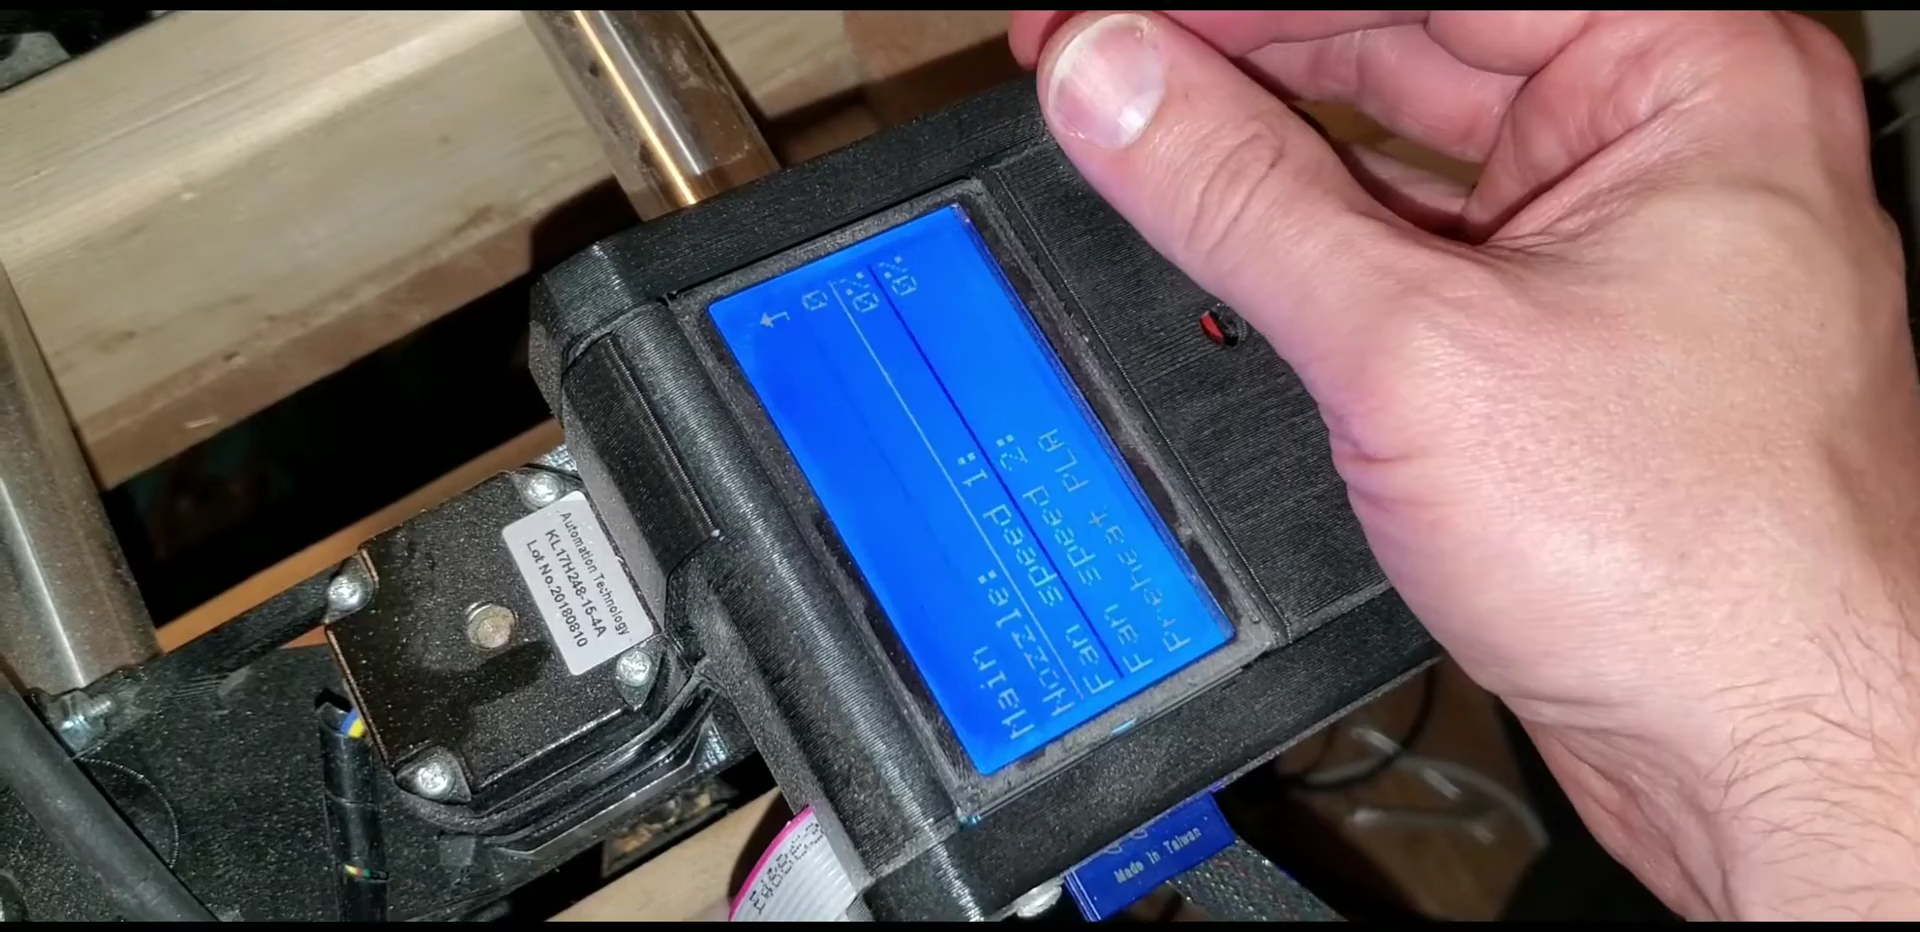 Main ↑
Nozzle: 0
Fan speed 1: 0%
Fan speed 2: 0%
Preheat PLA
Automation Technology
KL17H248-15-4A
Lot No.20180810
Made in Taiwan